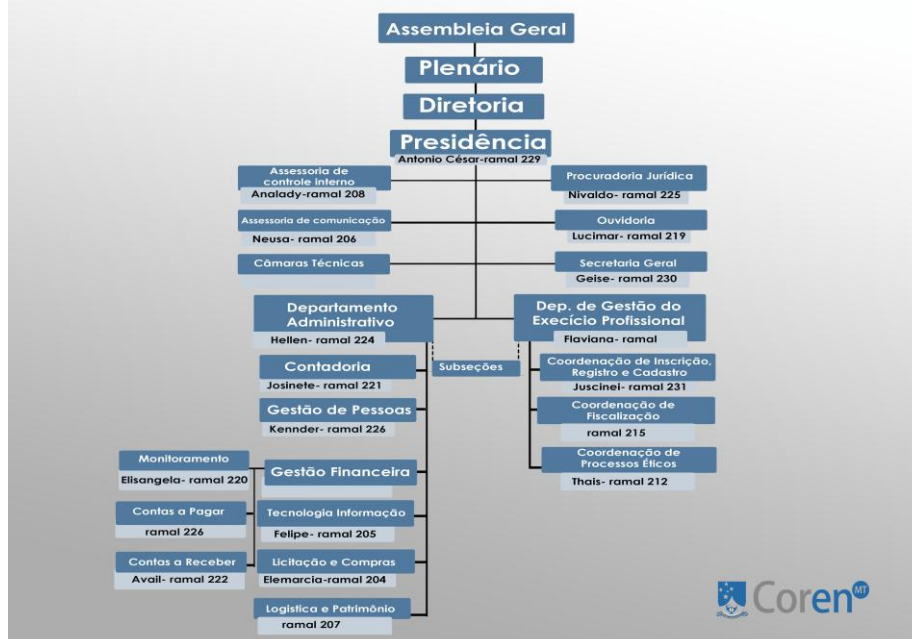 Assembleia Geral
Plenário
Diretoria
Presidência
Antonio César-ramal 229
Assessoria de
controle interno
Analady-ramal 208
Procuradoria Jurídica
Nivaldo- ramal 225
Assessoria de comunicação
Neusa- ramal 206
Ouvidoria
Lucimar- ramal 219
Câmaras Técnicas
Secretaria Geral
Geise- ramal 230
Departamento
Administrativo
Hellen- ramal 224
Dep. de Gestão do
Execício Profissional
Flaviana- ramal
Subseções
Contadoria
Josinete- ramal 221
Coordenação de Inscrição,
Registro e Cadastro
Juscinei- ramal 231
Gestão de Pessoas
Kennder- ramal 226
Coordenação de
Fiscalização
ramal 215
Coordenação de
Processos Éticos
Thais- ramal 212
Monitoramento
Elisangela- ramal 220
Gestão Financeira
Contas a Pagar
ramal 226
Tecnologia Informação
Felipe- ramal 205
Contas a Receber
Avail- ramal 222
Licitação e Compras
Elemarcia-ramal 204
Logistica e Patrimônio
ramal 207
Coren MT